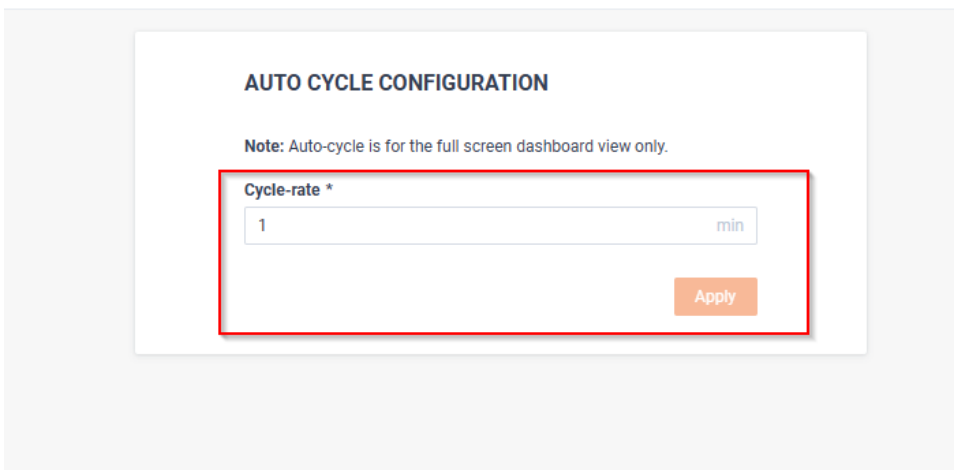 AUTO CYCLE CONFIGURATION
Note: Auto-cycle is for the full screen dashboard view only.
Cycle-rate *
1 min
Apply